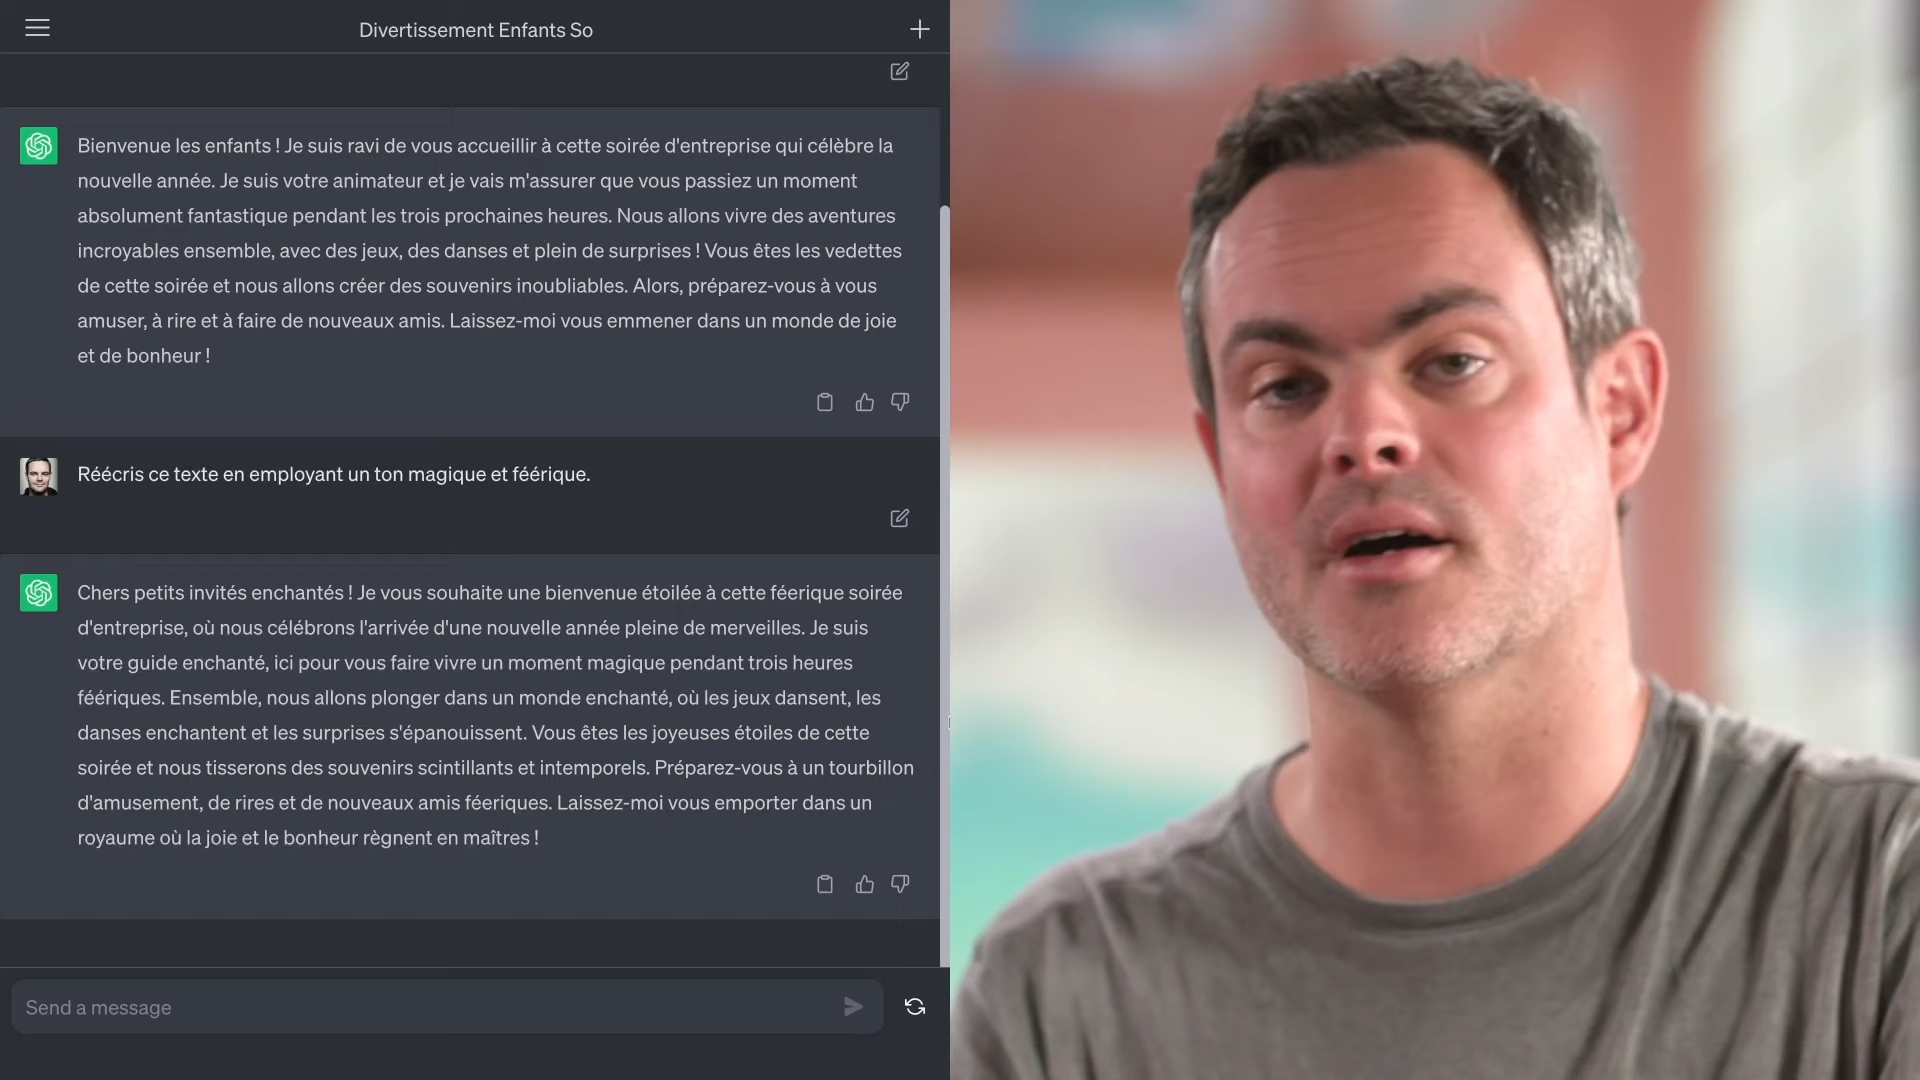 Divertissement Enfants So
Bienvenue les enfants ! Je suis ravi de vous accueillir à cette soirée d'entreprise qui célèbre la
nouvelle année. Je suis votre animateur et je vais m'assurer que vous passiez un moment
absolument fantastique pendant les trois prochaines heures. Nous allons vivre des aventures
incroyables ensemble, avec des jeux, des danses et plein de surprises ! Vous êtes les vedettes
de cette soirée et nous allons créer des souvenirs inoubliables. Alors, préparez-vous à vous
amuser, à rire et à faire de nouveaux amis. Laissez-moi vous emmener dans un monde de joie
et de bonheur !
Réécris ce texte en employant un ton magique et féérique.
Chers petits invités enchantés ! Je vous souhaite une bienvenue étoilée à cette féerique soirée
d'entreprise, où nous célébrons l'arrivée d'une nouvelle année pleine de merveilles. Je suis
votre guide enchanté, ici pour vous faire vivre un moment magique pendant trois heures
féériques. Ensemble, nous allons plonger dans un monde enchanté, où les jeux dansent, les
danses enchantent et les surprises s'épanouissent. Vous êtes les joyeuses étoiles de cette
soirée et nous tisserons des souvenirs scintillants et intemporels. Préparez-vous à un tourbillon
d'amusement, de rires et de nouveaux amis féeriques. Laissez-moi vous emporter dans un
royaume où la joie et le bonheur règnent en maîtres !
Send a message